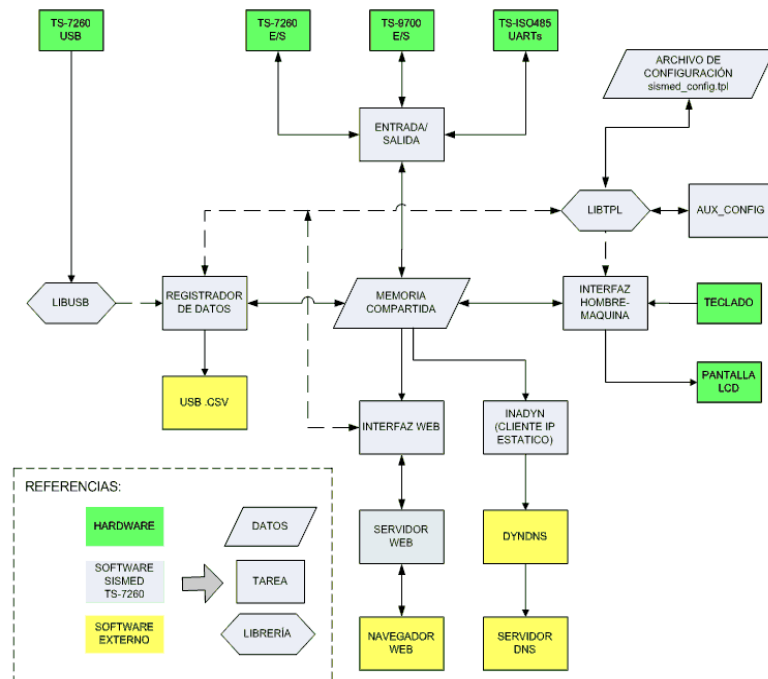 TS-7260
USB
TS-7260
E/S
TS-9700
E/S
TS-ISO485
UARTs
ARCHIVO DE
CONFIGURACIÓN
sismed_config.tpl
ENTRADA/
SALIDA
LIBTPL
AUX_CONFIG
LIBUSB
REGISTRADOR
DE DATOS
MEMORIA
COMPARTIDA
INTERFAZ
HOMBRE-
MAQUINA
TECLADO
PANTALLA
LCD
USB .CSV
INTERFAZ WEB
INADYN
(CLIENTE IP
ESTATICO)
SERVIDOR
WEB
DYNDNS
NAVEGADOR
WEB
SERVIDOR
DNS
REFERENCIAS:
HARDWARE
DATOS
SOFTWARE
SISMED
TS-7260
TAREA
SOFTWARE
EXTERNO
LIBRERÍA